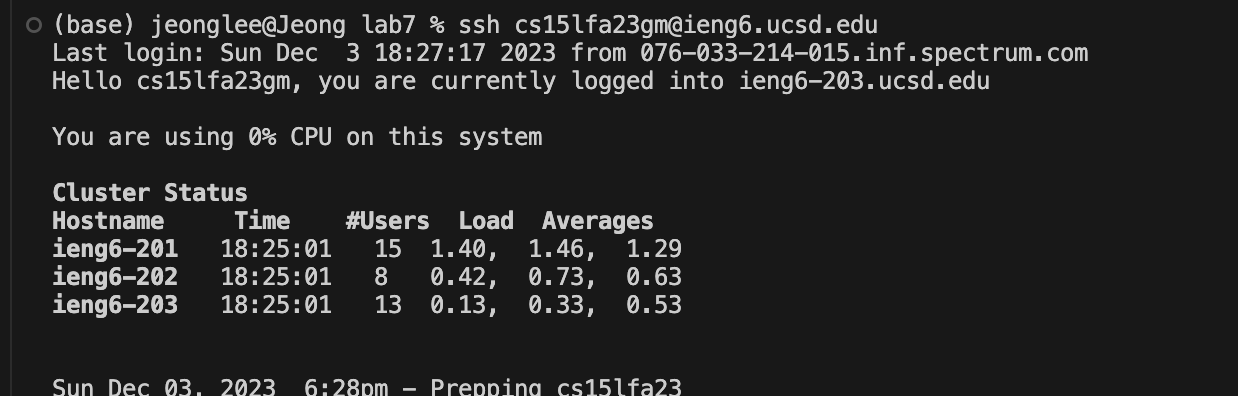 (base) jeonglee@Jeong lab7 % ssh cs15lfa23gm@ieng6.ucsd.edu
Last login: Sun Dec  3 18:27:17 2023 from 076-033-214-015.inf.spectrum.com
Hello cs15lfa23gm, you are currently logged into ieng6-203.ucsd.edu
You are using 0% CPU on this system
Cluster Status
Hostname     Time    #Users  Load  Averages
ieng6-201   18:25:01   15  1.40,  1.46,  1.29
ieng6-202   18:25:01   8   0.42,  0.73,  0.63
ieng6-203   18:25:01   13  0.13,  0.33,  0.53
Sun Dec 03, 2023  6:28pm - Prepping cs15lfa23